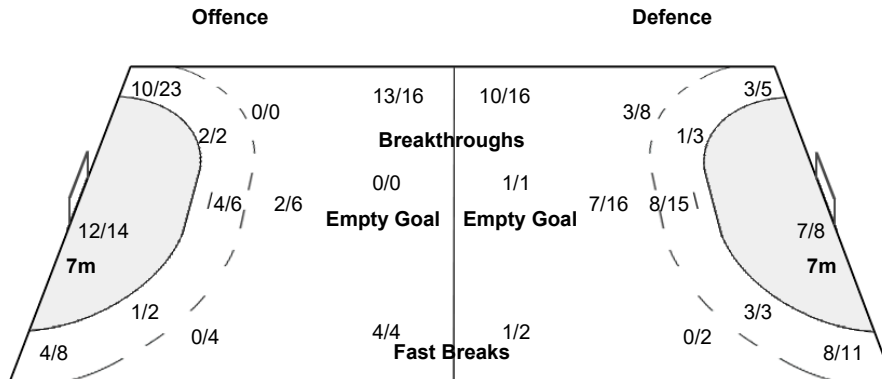 Offence Defence
10/23 13/16 10/16 3/5
0/0 3/8
2/2 Breakthroughs 1/3
0/0 1/1
4/6 2/6 7/16 8/15
Empty Goal Empty Goal
12/14 7/8
7m 7m
1/2 3/3
0/4 4/4 1/2 0/2
4/8 Fast Breaks 8/11